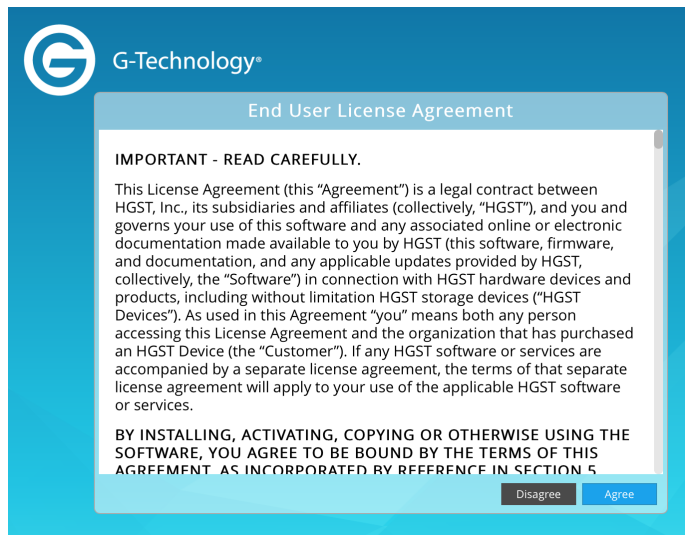 G-Technology®
End User License Agreement
IMPORTANT - READ CAREFULLY.
This License Agreement (this “Agreement”) is a legal contract between
HGST, Inc., its subsidiaries and affiliates (collectively, “HGST”), and you and
governs your use of this software and any associated online or electronic
documentation made available to you by HGST (this software, firmware,
and documentation, and any applicable updates provided by HGST,
collectively, the “Software”) in connection with HGST hardware devices and
products, including without limitation HGST storage devices (“HGST
Devices”). As used in this Agreement “you” means both any person
accessing this License Agreement and the organization that has purchased
an HGST Device (the “Customer”). If any HGST software or services are
accompanied by a separate license agreement, the terms of that separate
license agreement will apply to your use of the applicable HGST software
or services.
BY INSTALLING, ACTIVATING, COPYING OR OTHERWISE USING THE
SOFTWARE, YOU AGREE TO BE BOUND BY THE TERMS OF THIS
AGREEMENT, AS INCORPORATED BY REFERENCE IN SECTION 5
Disagree Agree